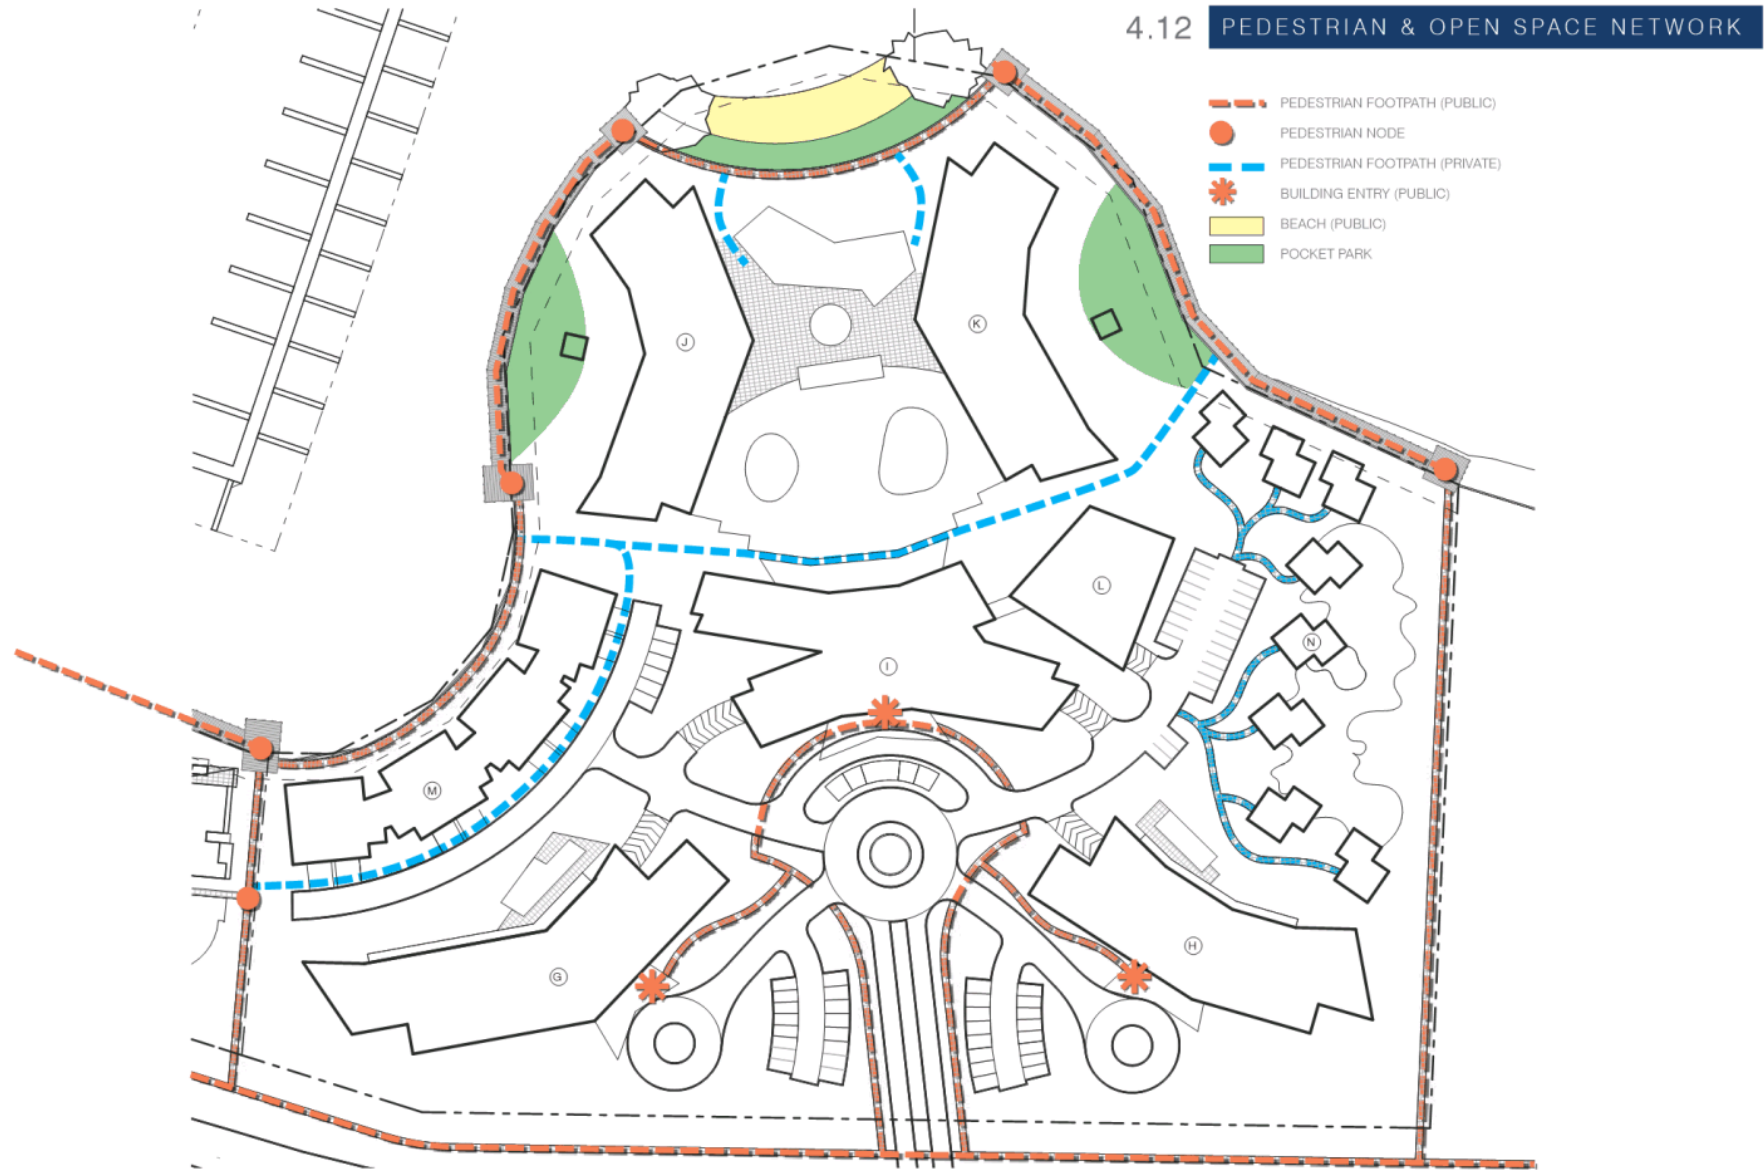 4.12 PEDESTRIAN & OPEN SPACE NETWORK
PEDESTRIAN FOOTPATH (PUBLIC)
PEDESTRIAN NODE
PEDESTRIAN FOOTPATH (PRIVATE)
BUILDING ENTRY (PUBLIC)
BEACH (PUBLIC)
POCKET PARK
K
J
L
N
I
M
H
G